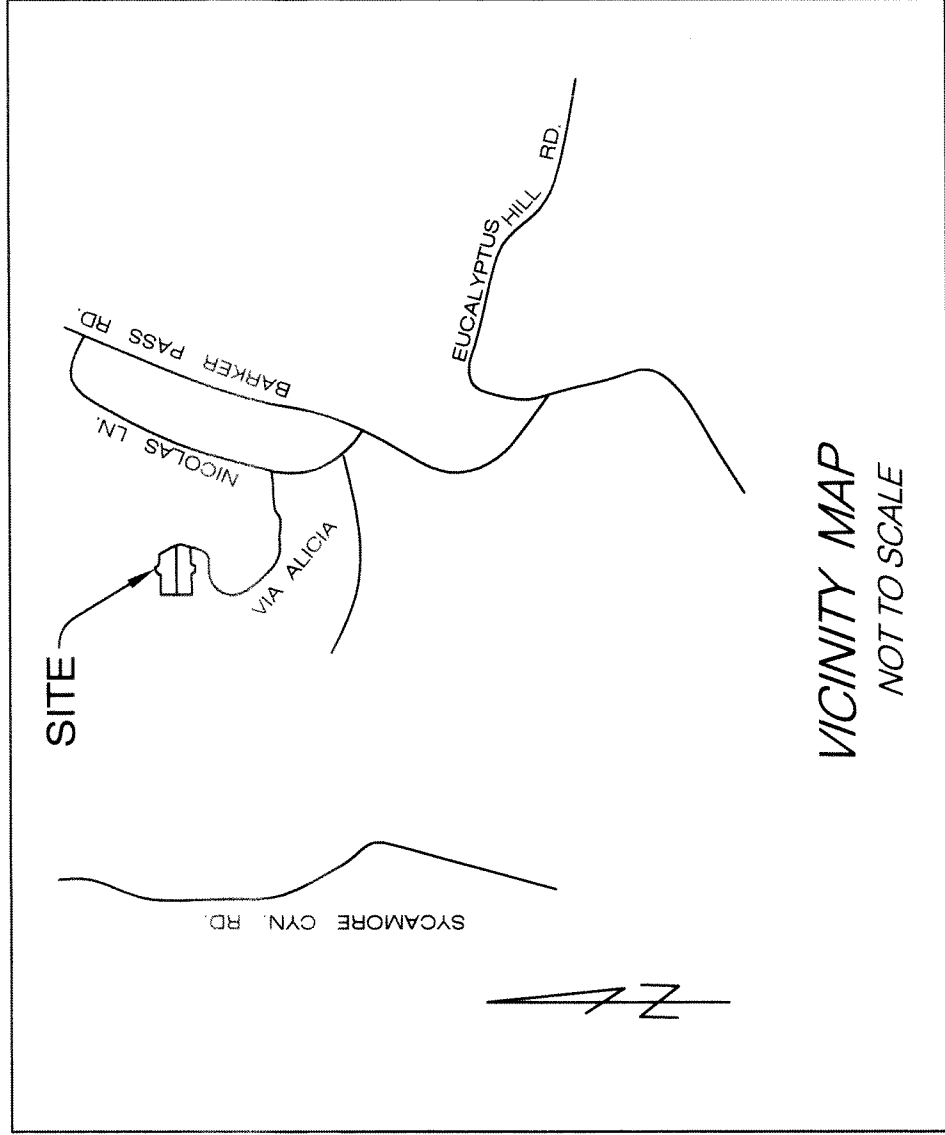 SITE
NICOLAS LN.
BARKER PASS RD.
VIA ALICIA
EUCALYPTUS HILL RD.
SYCAMORE CYN. RD.
N
VICINITY MAP
NOT TO SCALE